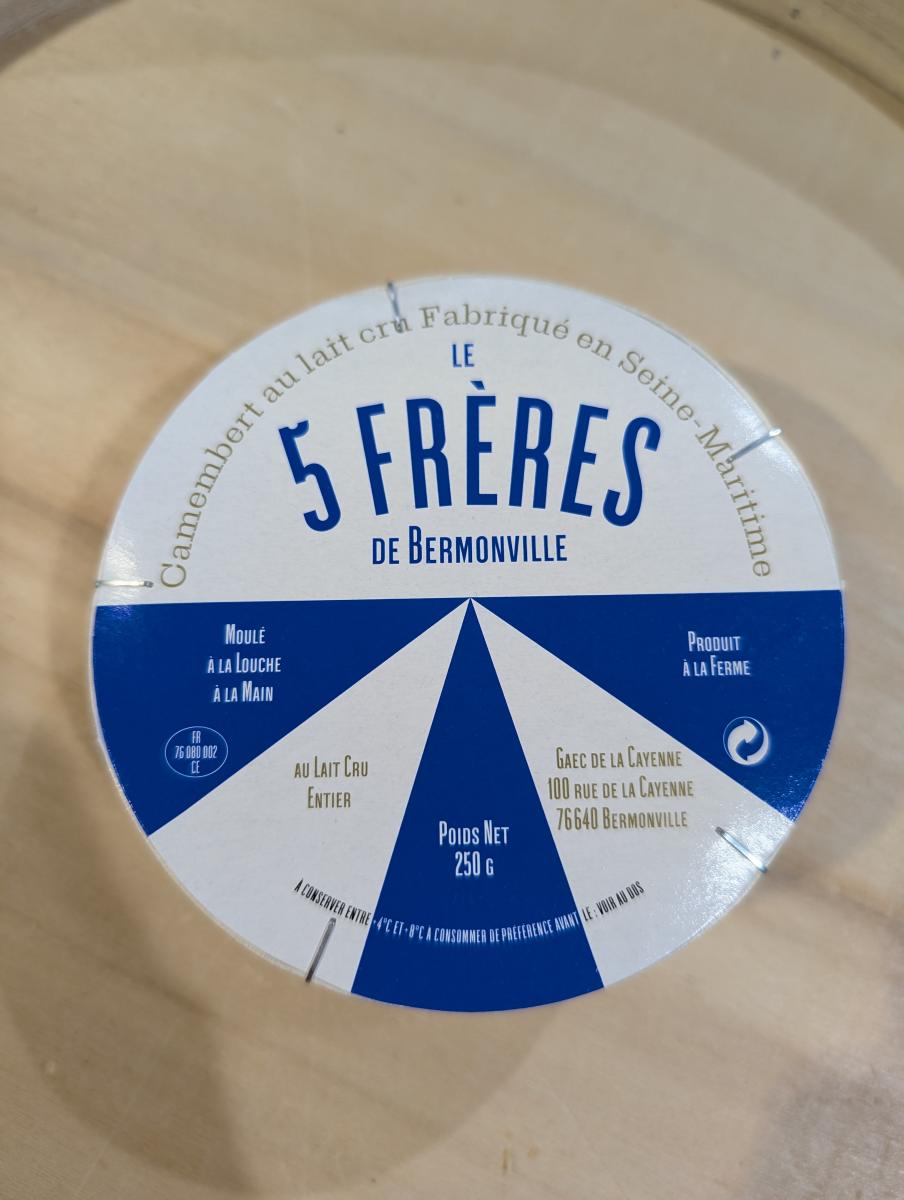 Camembert au lait cru Fabriqué en Seine-Maritime
LE
5 FRÈRES
DE BERMONVILLE
MOULÉ
À LA LOUCHE
À LA MAIN
FR
76 080 002
CE
AU LAIT CRU
ENTIER
POIDS NET
250 G
GAEC DE LA CAYENNE
100 RUE DE LA CAYENNE
76640 BERMONVILLE
PRODUIT
À LA FERME
À CONSERVER ENTRE +4°C ET +8°C À CONSOMMER DE PRÉFÉRENCE AVANT LE : VOIR AU DOS